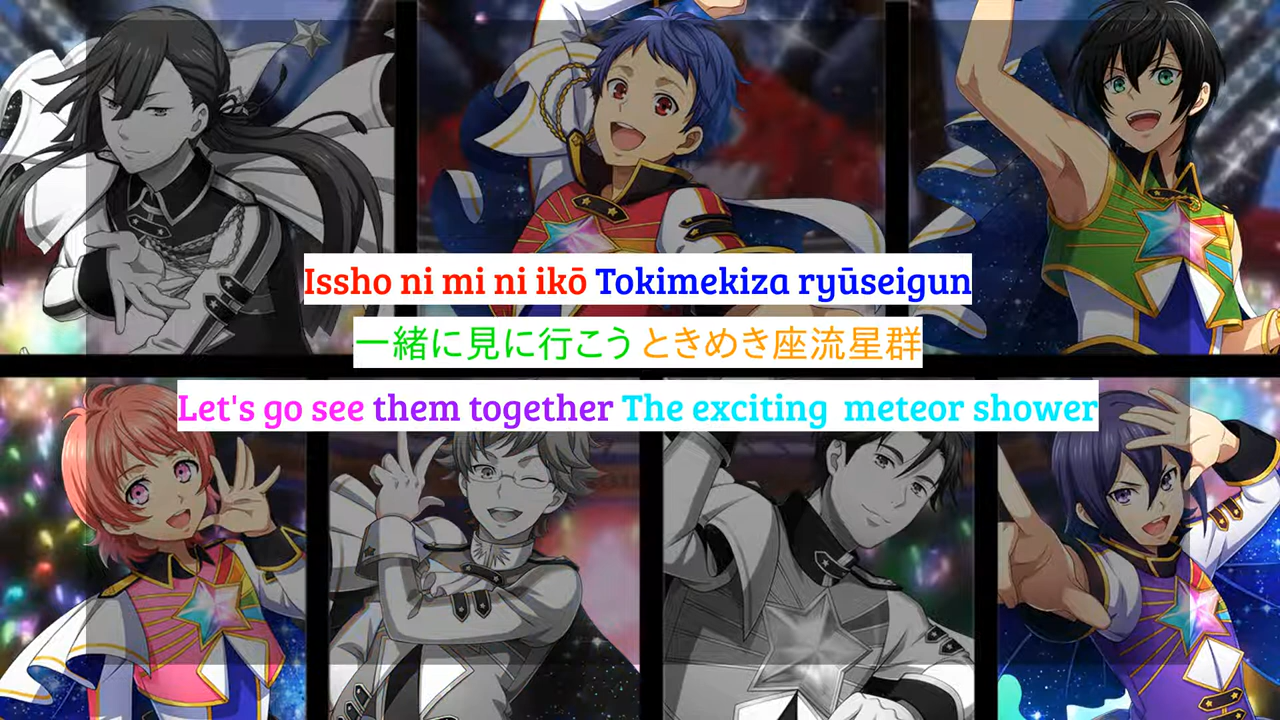 Issho ni mi ni ikō Tokimekiza ryūseigun
一緒に見に行こう ときめき座流星群
Let's go see them together The exciting  meteor shower